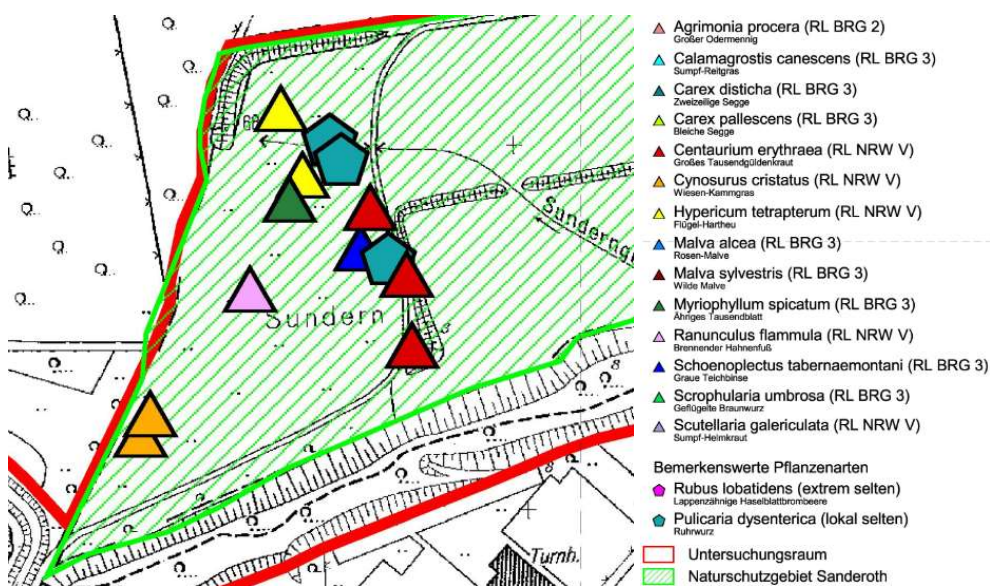 Agrimonia procera (RL BRG 2)
Großer Odermennig
Calamagrostis canescens (RL BRG 3)
Sumpf-Reitgras
Carex disticha (RL BRG 3)
Zweizeilige Segge
Carex pallescens (RL BRG 3)
Bleiche Segge
Centaurium erythraea (RL NRW V)
Großes Tausendgüldenkraut
Cynosurus cristatus (RL NRW V)
Wiesen-Kammgras
Hypericum tetrapterum (RL NRW V)
Flügel-Hartheu
Malva alcea (RL BRG 3)
Rosen-Malve
Malva sylvestris (RL BRG 3)
Wilde Malve
Myriophyllum spicatum (RL BRG 3)
Ähriges Tausendblatt
Ranunculus flammula (RL NRW V)
Brennender Hahnenfuß
Schoenoplectus tabernaemontani (RL BRG 3)
Graue Teichbinse
Scrophularia umbrosa (RL BRG 3)
Geflügelte Braunwurz
Scutellaria galericulata (RL NRW V)
Sumpf-Helmkraut
Bemerkenswerte Pflanzenarten
Rubus lobatidens (extrem selten)
Lappenzähnige Haselblattbrombeere
Pulicaria dysenterica (lokal selten)
Ruhrwurz
Untersuchungsraum
Naturschutzgebiet Sanderoth
Sundern
Turnh.